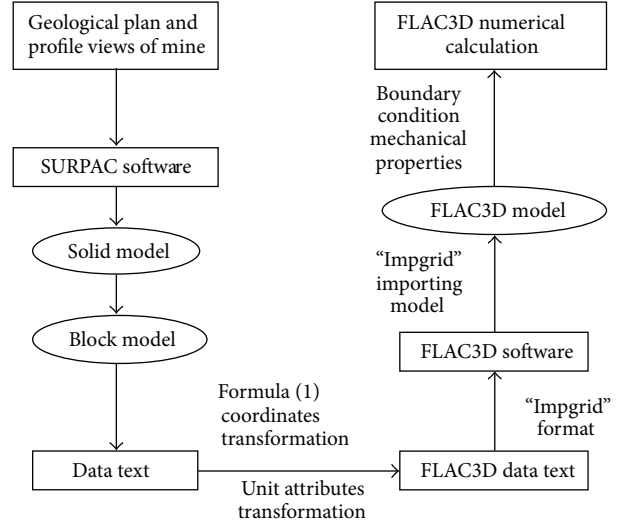 Geological plan and
profile views of mine
SURPAC software
Solid model
Block model
Data text
Formula (1)
coordinates
transformation
Unit attributes
transformation
FLAC3D data text
"Impgrid"
format
FLAC3D software
"Impgrid"
importing
model
FLAC3D model
Boundary
condition
mechanical
properties
FLAC3D numerical
calculation